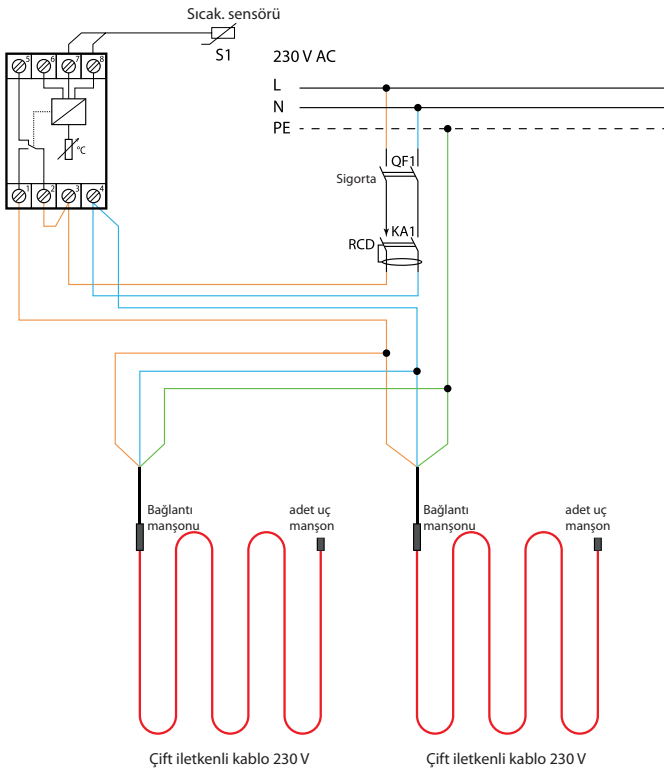 Sıcak. sensörü
S1
230 V AC
L
N
PE
5 6 7 8
°C
1 2 3 4
QF1
Sigorta
KA1
RCD
Bağlantı
manşonu
adet uç
manşon
Bağlantı
manşonu
adet uç
manşon
Çift iletkenli kablo 230 V
Çift iletkenli kablo 230 V